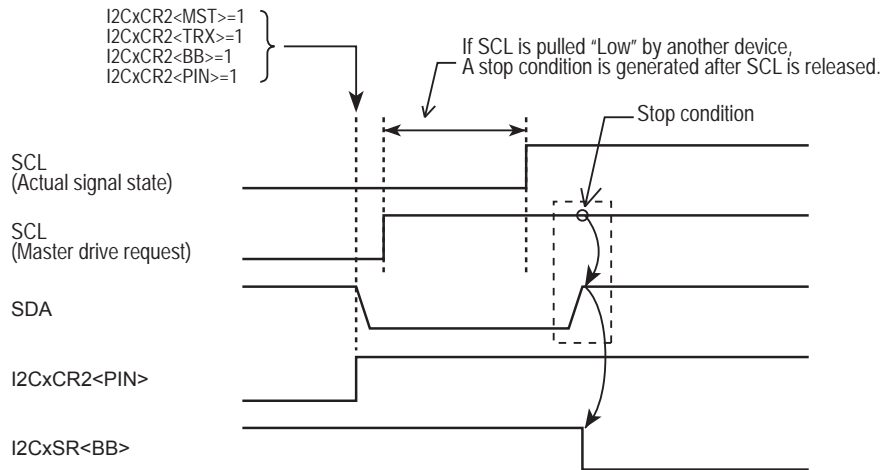 I2CxCR2<MST>=1
I2CxCR2<TRX>=1
I2CxCR2<BB>=1
I2CxCR2<PIN>=1
If SCL is pulled “Low” by another device,
A stop condition is generated after SCL is released.
Stop condition
SCL
(Actual signal state)
SCL
(Master drive request)
SDA
I2CxCR2<PIN>
I2CxSR<BB>